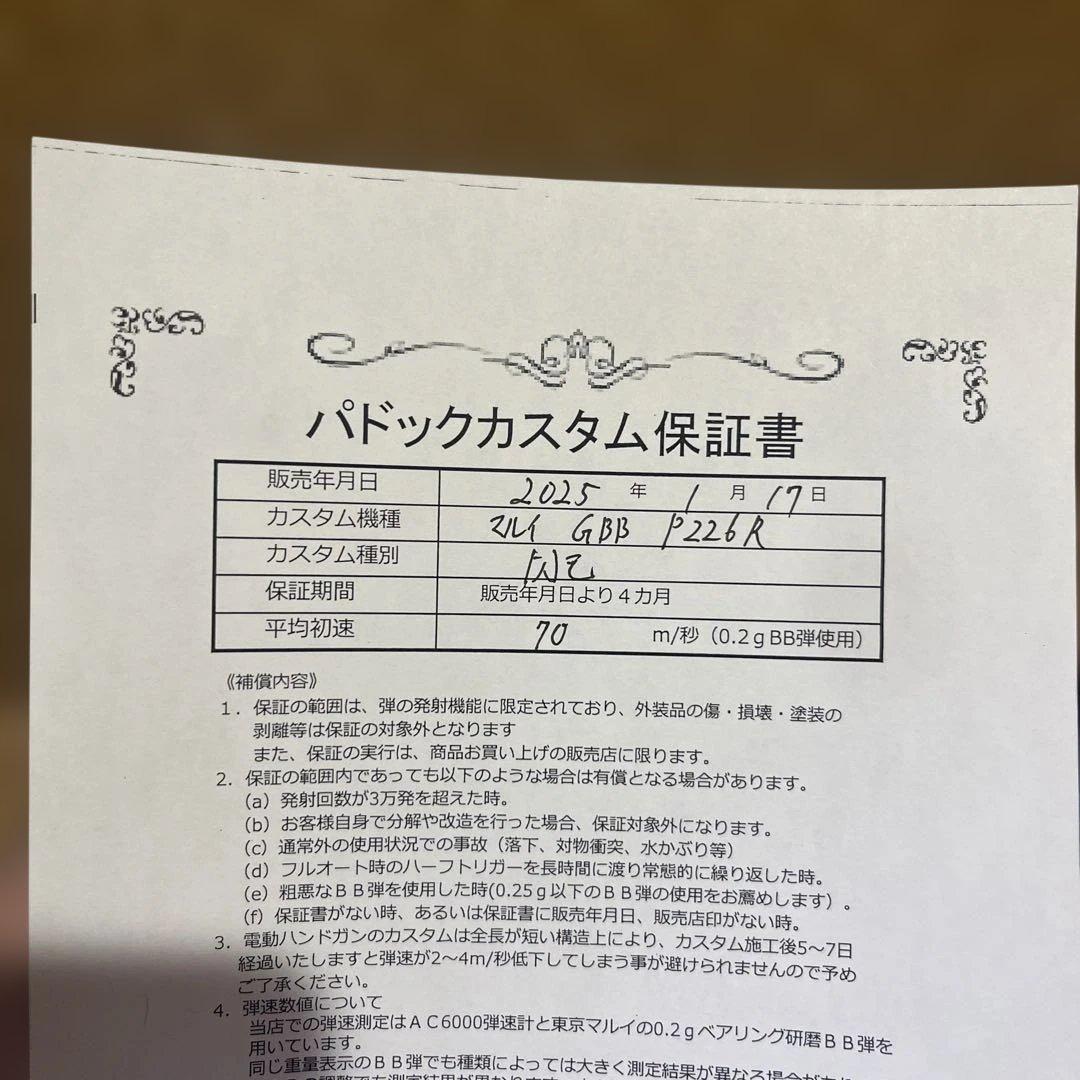 パドックカスタム保証書
販売年月日 2025 年 1 月 17 日
カスタム機種 マルイ GBB P226R
カスタム種別
保証期間 販売年月日より4カ月
平均初速 70 m/秒（0.2gBB弾使用）
《補償内容》
1．保証の範囲は、弾の発射機能に限定されており、外装品の傷・損壊・塗装の
剥離等は保証の対象外となります
また、保証の実行は、商品お買い上げの販売店に限ります。
2．保証の範囲内であっても以下のような場合は有償となる場合があります。
（a）発射回数が3万発を超えた時。
（b）お客様自身で分解や改造を行った場合、保証対象外になります。
（c）通常外の使用状況での事故（落下、対物衝突、水かぶり等）
（d）フルオート時のハーフトリガーを長時間に渡り常態的に繰り返した時。
（e）粗悪なＢＢ弾を使用した時(0.25ｇ以下のＢＢ弾の使用をお薦めします）。
（f）保証書がない時、あるいは保証書に販売年月日、販売店印がない時。
3．電動ハンドガンのカスタムは全長が短い構造上により、カスタム施工後5～7日
経過いたしますと弾速が2～4m/秒低下してしまう事が避けられませんので予め
ご了承ください。
4．弾速数値について
当店での弾速測定はＡＣ6000弾速計と東京マルイの0.2ｇベアリング研磨ＢＢ弾を
用いています。
同じ重量表示のＢＢ弾でも種類によっては大きく測定結果が異なる場合が